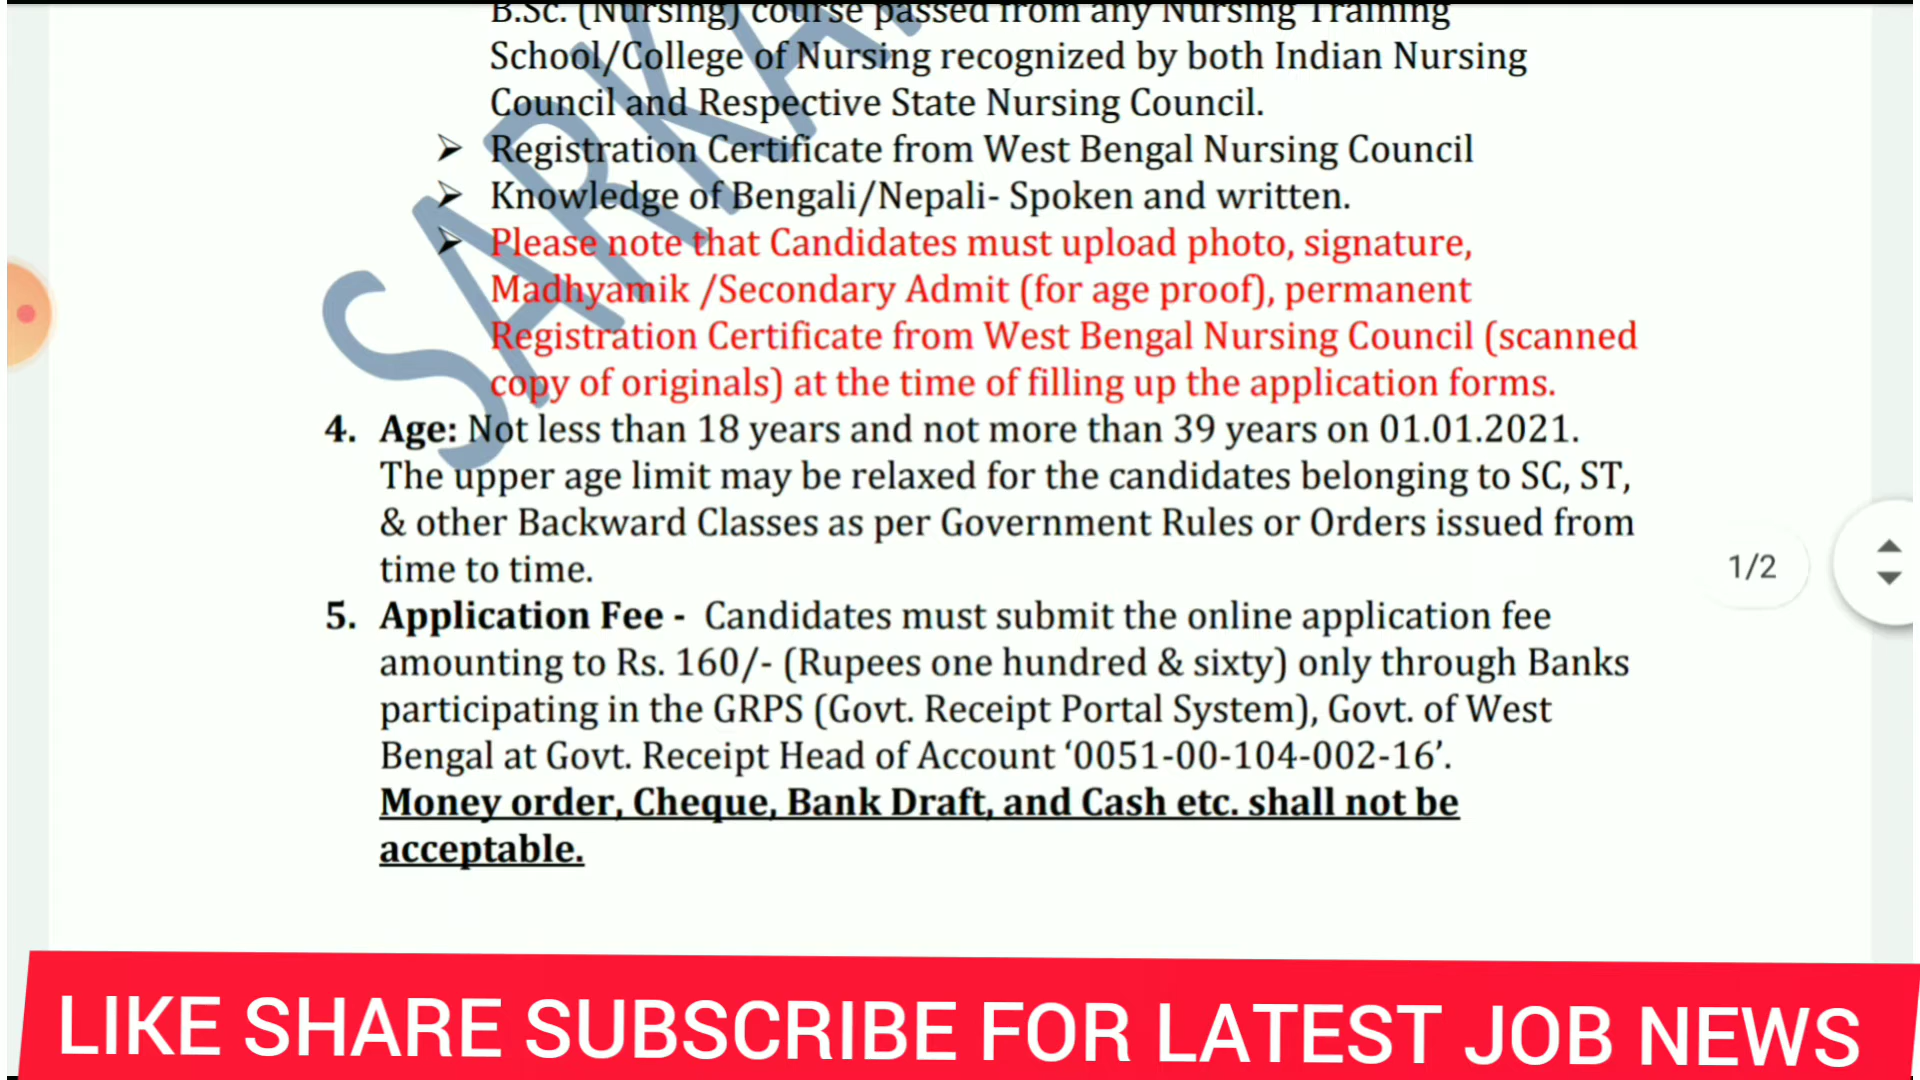 B.Sc. (Nursing) course passed from any Nursing Training
School/College of Nursing recognized by both Indian Nursing
Council and Respective State Nursing Council.
➢ Registration Certificate from West Bengal Nursing Council
➢ Knowledge of Bengali/Nepali- Spoken and written.
➢ Please note that Candidates must upload photo, signature,
Madhyamik /Secondary Admit (for age proof), permanent
Registration Certificate from West Bengal Nursing Council (scanned
copy of originals) at the time of filling up the application forms.
4. Age: Not less than 18 years and not more than 39 years on 01.01.2021.
The upper age limit may be relaxed for the candidates belonging to SC, ST,
& other Backward Classes as per Government Rules or Orders issued from
time to time.
1/2
5. Application Fee - Candidates must submit the online application fee
amounting to Rs. 160/- (Rupees one hundred & sixty) only through Banks
participating in the GRPS (Govt. Receipt Portal System), Govt. of West
Bengal at Govt. Receipt Head of Account ‘0051-00-104-002-16’.
Money order, Cheque, Bank Draft, and Cash etc. shall not be
acceptable.
LIKE SHARE SUBSCRIBE FOR LATEST JOB NEWS